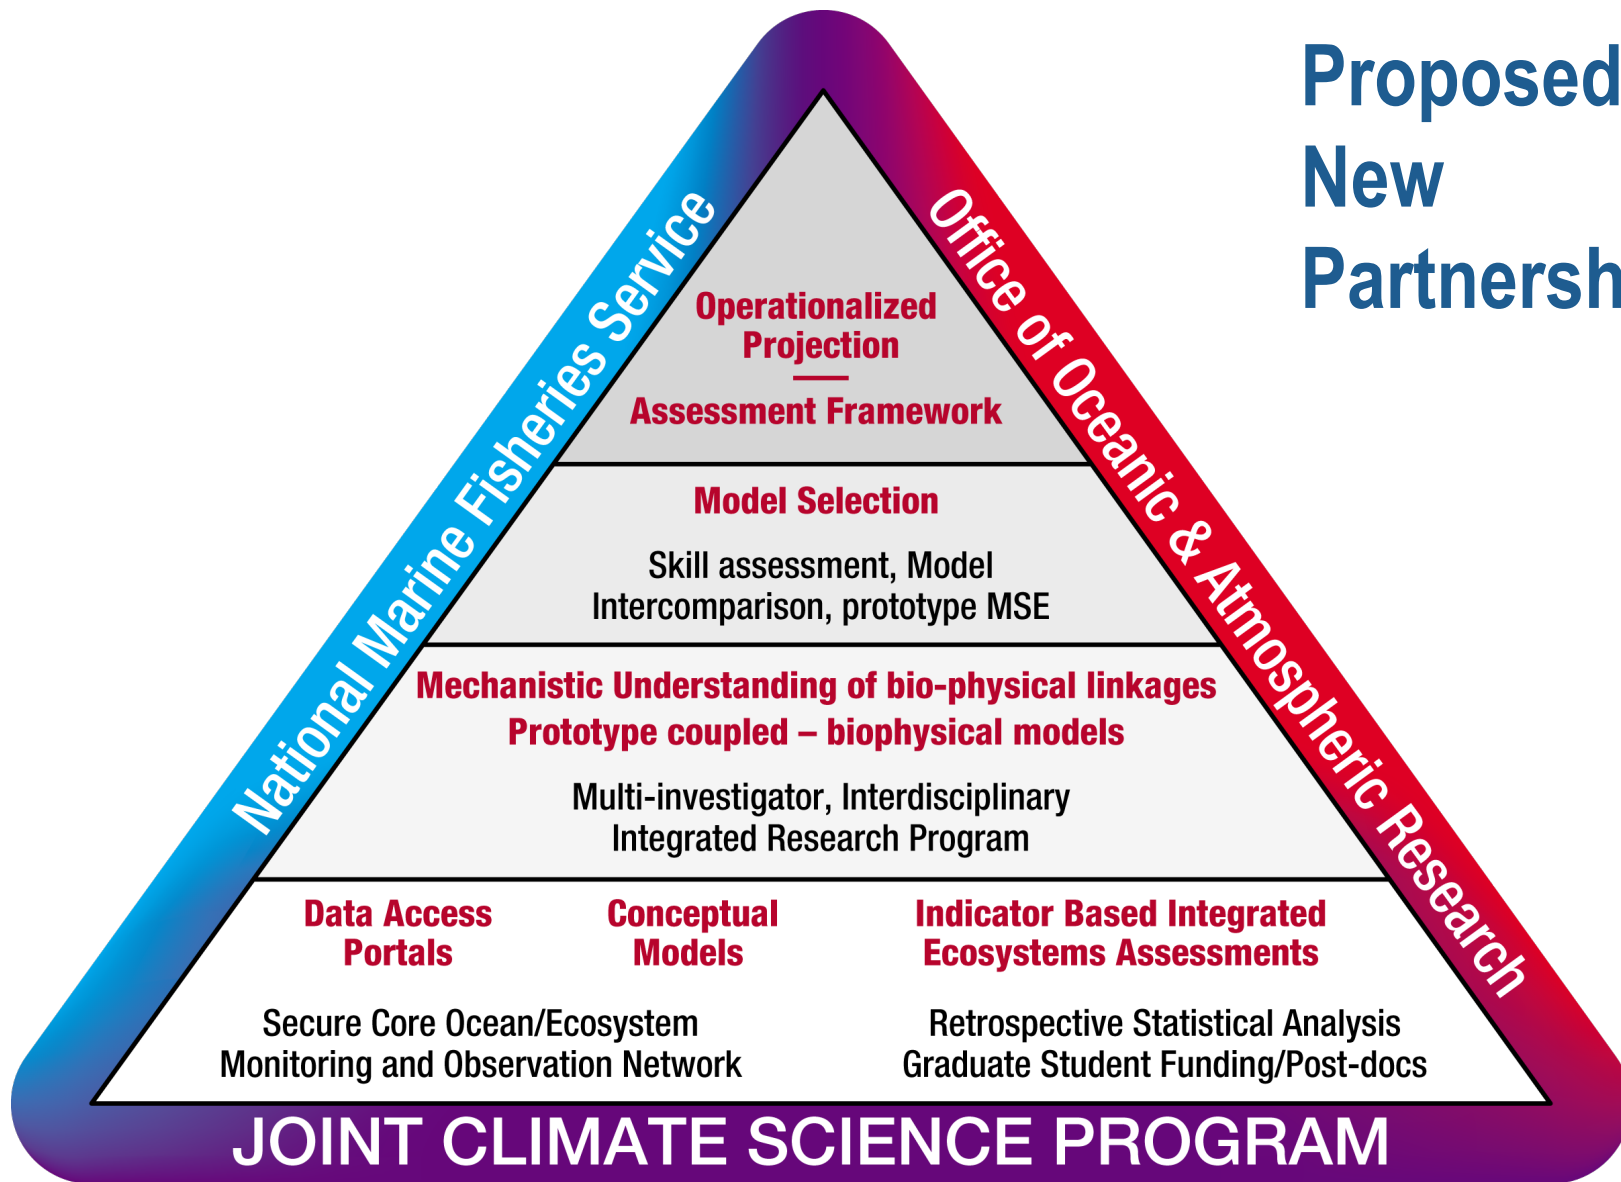 Proposed
New
Partnersh
National Marine Fisheries Service
Office of Oceanic & Atmospheric Research
Operationalized
Projection
Assessment Framework
Model Selection
Skill assessment, Model
Intercomparison, prototype MSE
Mechanistic Understanding of bio-physical linkages
Prototype coupled – biophysical models
Multi-investigator, Interdisciplinary
Integrated Research Program
Data Access
Portals
Conceptual
Models
Indicator Based Integrated
Ecosystems Assessments
Secure Core Ocean/Ecosystem
Monitoring and Observation Network
Retrospective Statistical Analysis
Graduate Student Funding/Post-docs
JOINT CLIMATE SCIENCE PROGRAM